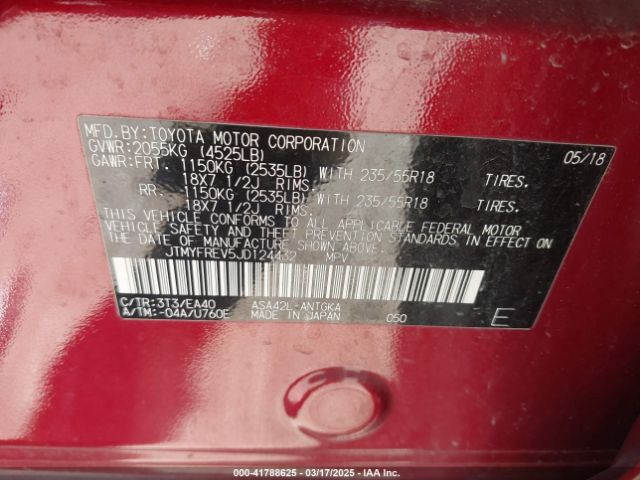 MFD. BY: TOYOTA MOTOR CORPORATION 05/18
GVWR: 2055KG (4525LB)
GAWR: FRT. 1150KG (2535LB) WITH 235/55R18 TIRES.
18X7 1/2J RIMS.
RR. 1150KG (2535LB) WITH 235/55R18 TIRES.
18X7 1/2J RIMS.
THIS VEHICLE CONFORMS TO ALL APPLICABLE FEDERAL MOTOR
VEHICLE SAFETY AND THEFT PREVENTION STANDARDS IN EFFECT
ON THE DATE OF MANUFACTURE SHOWN ABOVE.
JTMYFREV5JD124432 MPV
C/TR: 3T3/EA40 ASA42L-ANTGKA
A/TM: -04A/U760E MADE IN JAPAN 050 E
00-41788625 - 03/17/2025 - IAA Inc.